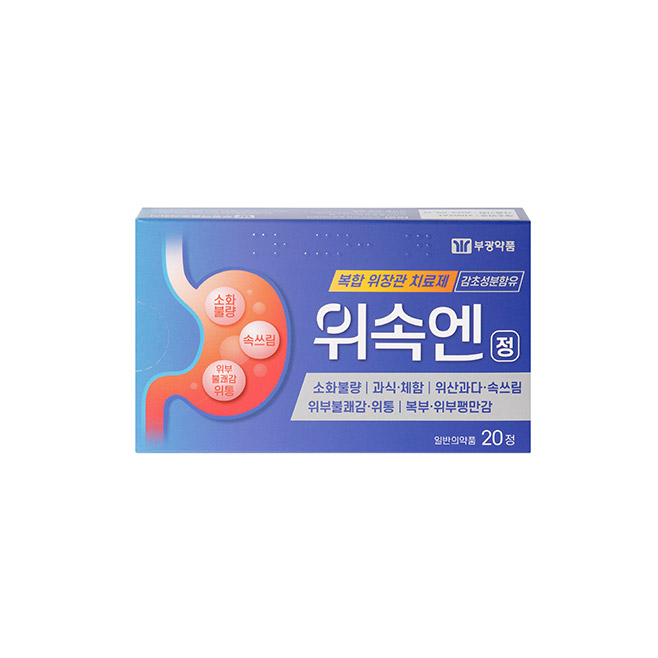 부광약품
복합 위장관 치료제 감초성분함유
위속엔 정
소화불량 | 과식·체함 | 위산과다·속쓰림
위부불쾌감·위통 | 복부·위부팽만감
일반의약품 20정
소화
불량
속쓰림
위부
불쾌감
위통